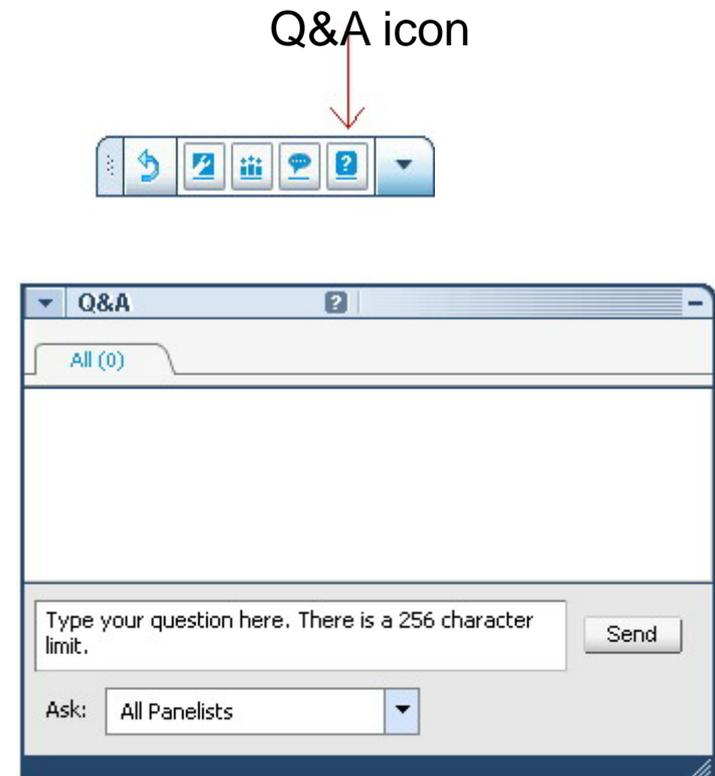 Q&A icon
?
Q&A ?
All (0)
Type your question here. There is a 256 character
limit.
Send
Ask: All Panelists